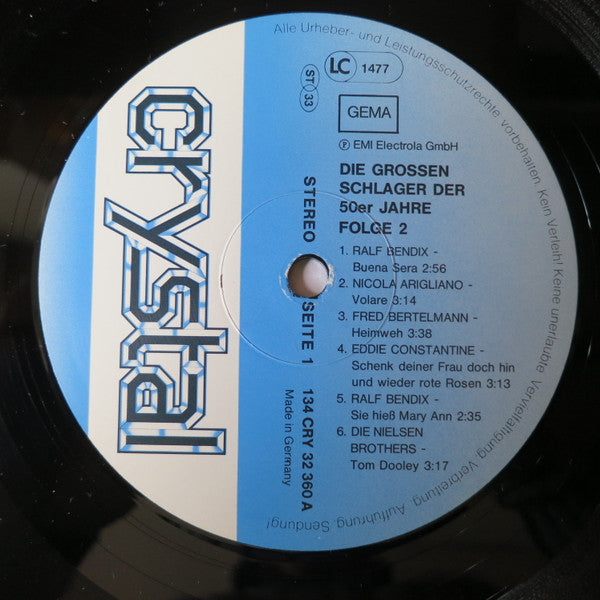 crystal
Alle Urheber- und Leistungsschutzrechte vorbehalten. Kein Verleih! Keine unerlaubte Vervielfältigung, Verbreitung, Aufführung, Sendung!
LC 1477
ST 33
GEMA
℗ EMI Electrola GmbH
DIE GROSSEN
SCHLAGER DER
50er JAHRE
FOLGE 2
1. RALF BENDIX -
Buena Sera 2:56
2. NICOLA ARIGLIANO -
Volare 3:14
3. FRED BERTELMANN -
Heimweh 3:38
4. EDDIE CONSTANTINE -
Schenk deiner Frau doch hin
und wieder rote Rosen 3:13
5. RALF BENDIX -
Sie hieß Mary Ann 2:35
6. DIE NIELSEN
BROTHERS -
Tom Dooley 3:17
STEREO SEITE 1 134 CRY 32 360 A
Made in Germany